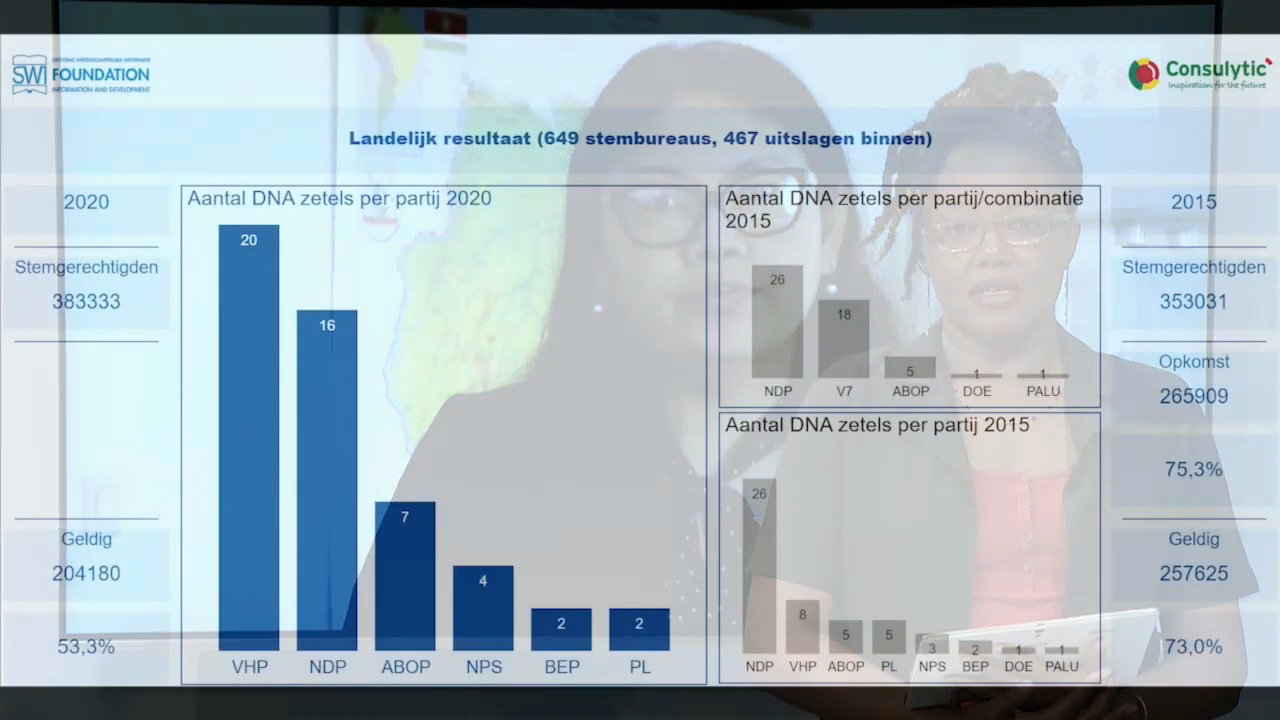 STICHTING WETENSCHAPPELIJKE INFORMATIE
SWI FOUNDATION
INFORMATION AND DEVELOPMENT
Consulytic
Inspiration for the future
Landelijk resultaat (649 stembureaus, 467 uitslagen binnen)
2020
Stemgerechtigden
383333
Geldig
204180
53,3%
Aantal DNA zetels per partij 2020
20
16
7
4
2
2
VHP NDP ABOP NPS BEP PL
Aantal DNA zetels per partij/combinatie
2015
26
18
5
1
1
NDP V7 ABOP DOE PALU
Aantal DNA zetels per partij 2015
26
8
5
5
3
2
1
1
NDP VHP ABOP PL NPS BEP DOE PALU
2015
Stemgerechtigden
353031
Opkomst
265909
75,3%
Geldig
257625
73,0%